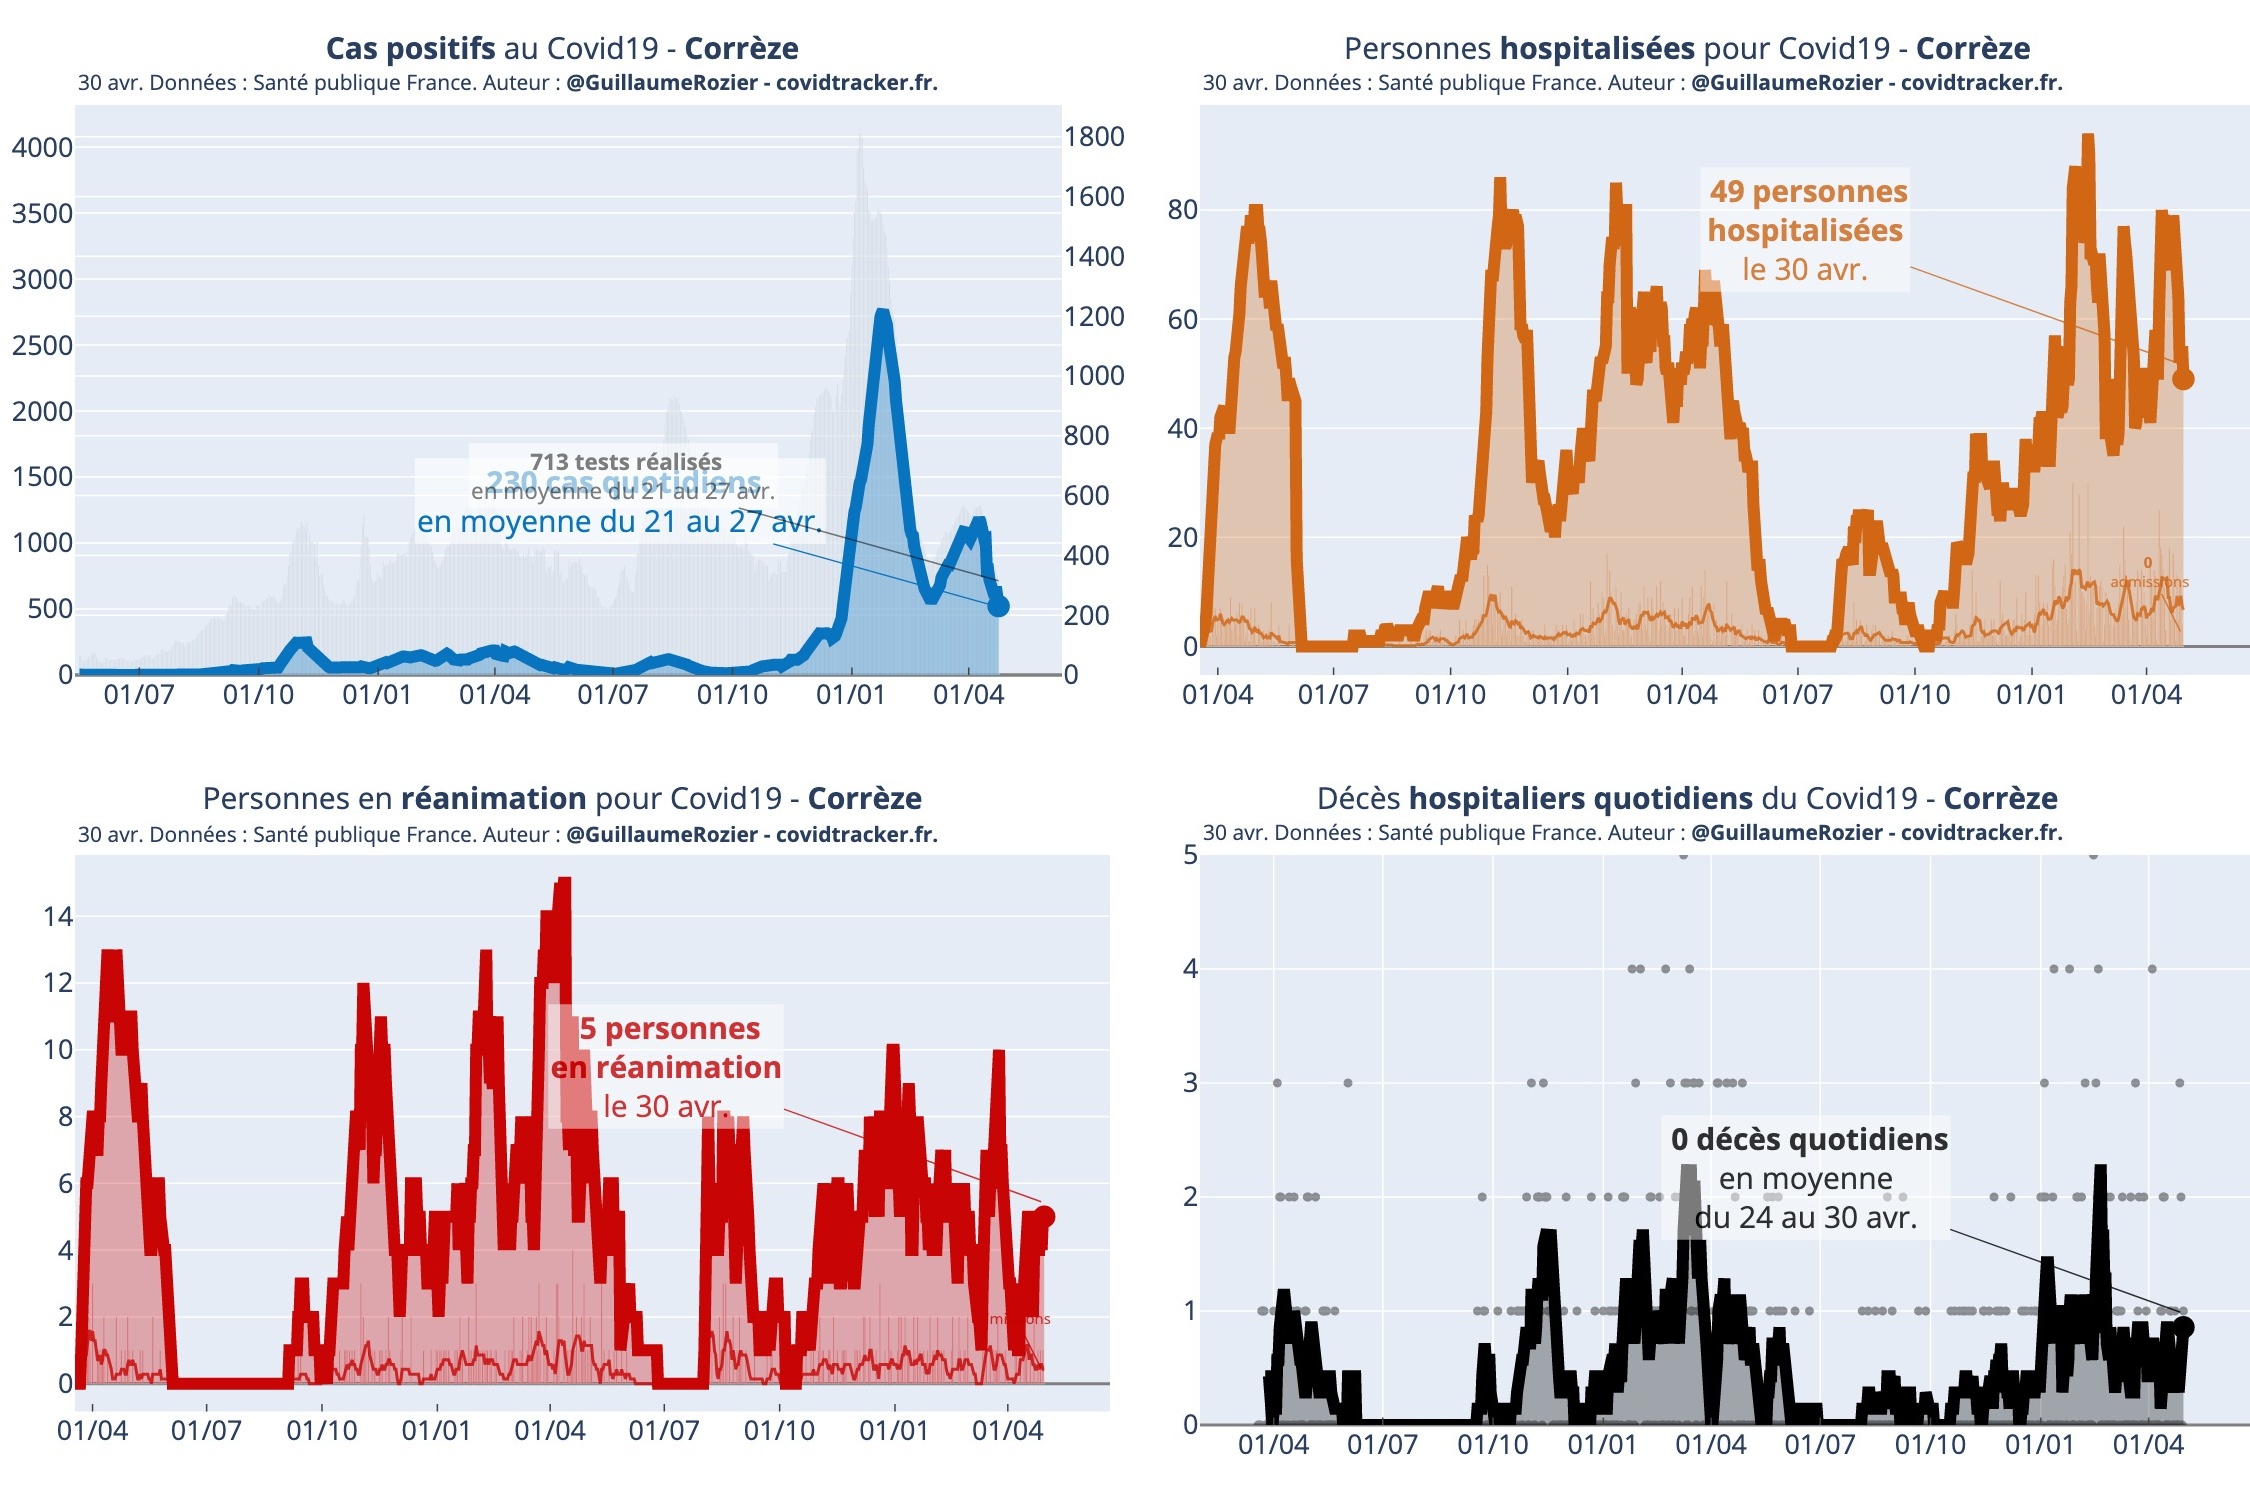 Cas positifs au Covid19 - Corrèze
30 avr. Données : Santé publique France. Auteur : @GuillaumeRozier - covidtracker.fr.
4000
3500
3000
2500
2000
1500
1000
500
0
1800
1600
1400
1200
1000
800
600
400
200
0
713 tests réalisés
en moyenne du 21 au 27 avr.
230 cas quotidiens
en moyenne du 21 au 27 avr.
01/07 01/10 01/01 01/04 01/07 01/10 01/01 01/04
Personnes hospitalisées pour Covid19 - Corrèze
30 avr. Données : Santé publique France. Auteur : @GuillaumeRozier - covidtracker.fr.
80
60
40
20
0
49 personnes
hospitalisées
le 30 avr.
0
admissions
01/04 01/07 01/10 01/01 01/04 01/07 01/10 01/01 01/04
Personnes en réanimation pour Covid19 - Corrèze
30 avr. Données : Santé publique France. Auteur : @GuillaumeRozier - covidtracker.fr.
14
12
10
8
6
4
2
0
5 personnes
en réanimation
le 30 avr.
01/04 01/07 01/10 01/01 01/04 01/07 01/10 01/01 01/04
Décès hospitaliers quotidiens du Covid19 - Corrèze
30 avr. Données : Santé publique France. Auteur : @GuillaumeRozier - covidtracker.fr.
5
4
3
2
1
0
0 décès quotidiens
en moyenne
du 24 au 30 avr.
01/04 01/07 01/10 01/01 01/04 01/07 01/10 01/01 01/04